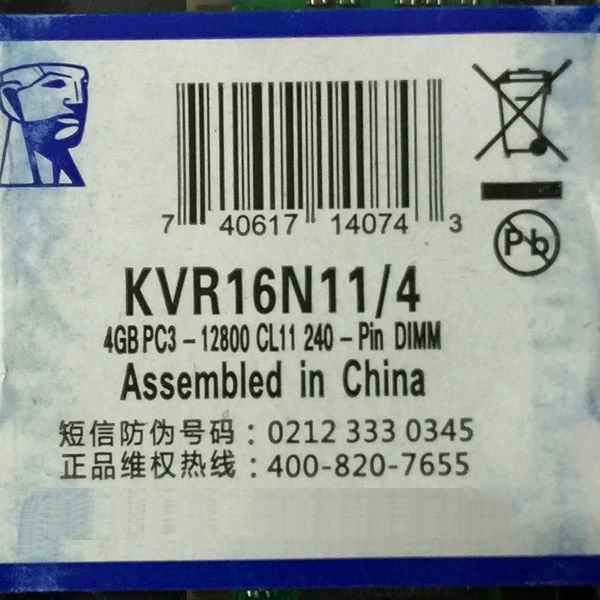 7 40617 14074 3
Pb
KVR16N11/4
4GB PC3-12800 CL11 240-Pin DIMM
Assembled in China
短信防伪号码：0212 333 0345
正品维权热线：400-820-7655